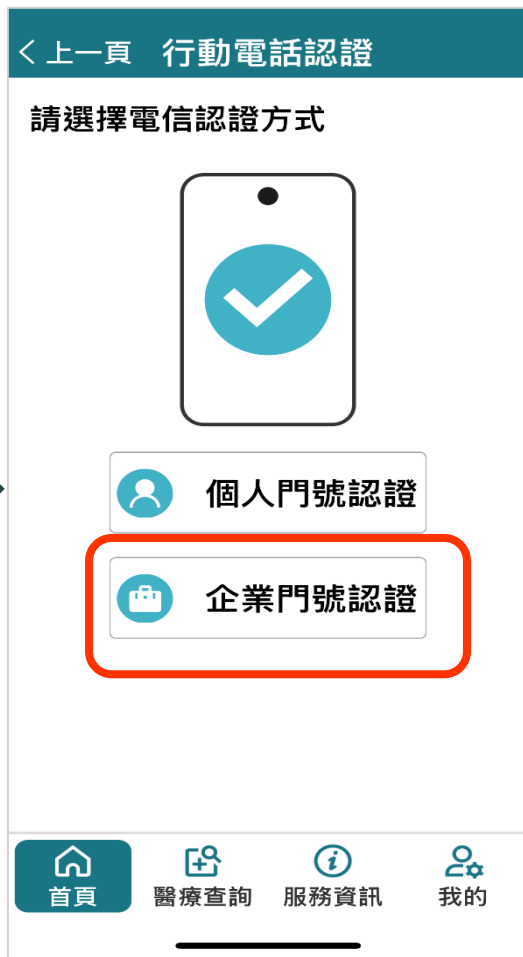 上一頁 行動電話認證
請選擇電信認證方式
個人門號認證
企業門號認證
首頁 醫療查詢 服務資訊 我的